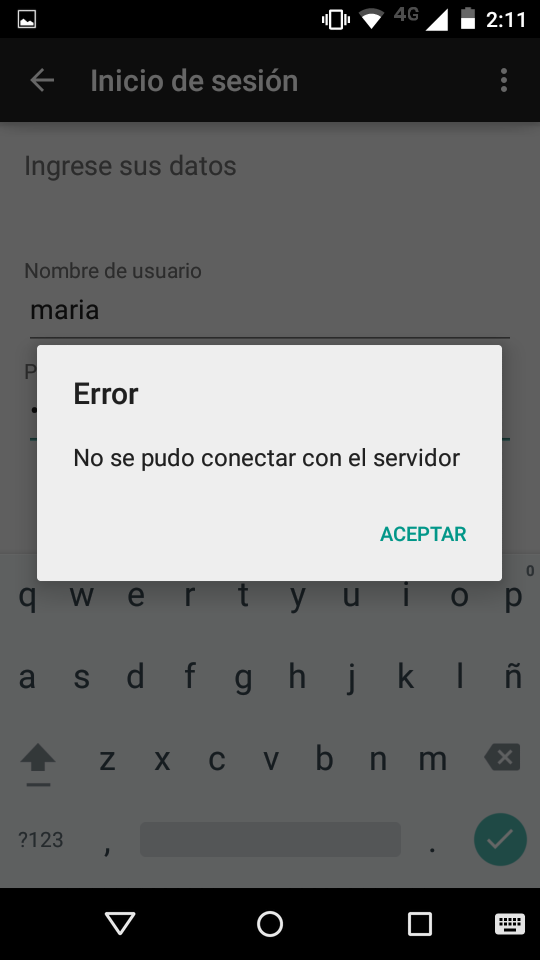 4G 2:11
Inicio de sesión
Ingrese sus datos
Nombre de usuario
maria
P
Error
No se pudo conectar con el servidor
ACEPTAR
0
q w e r t y u i o p
a s d f g h j k l ñ
z x c v b n m
?123 , .